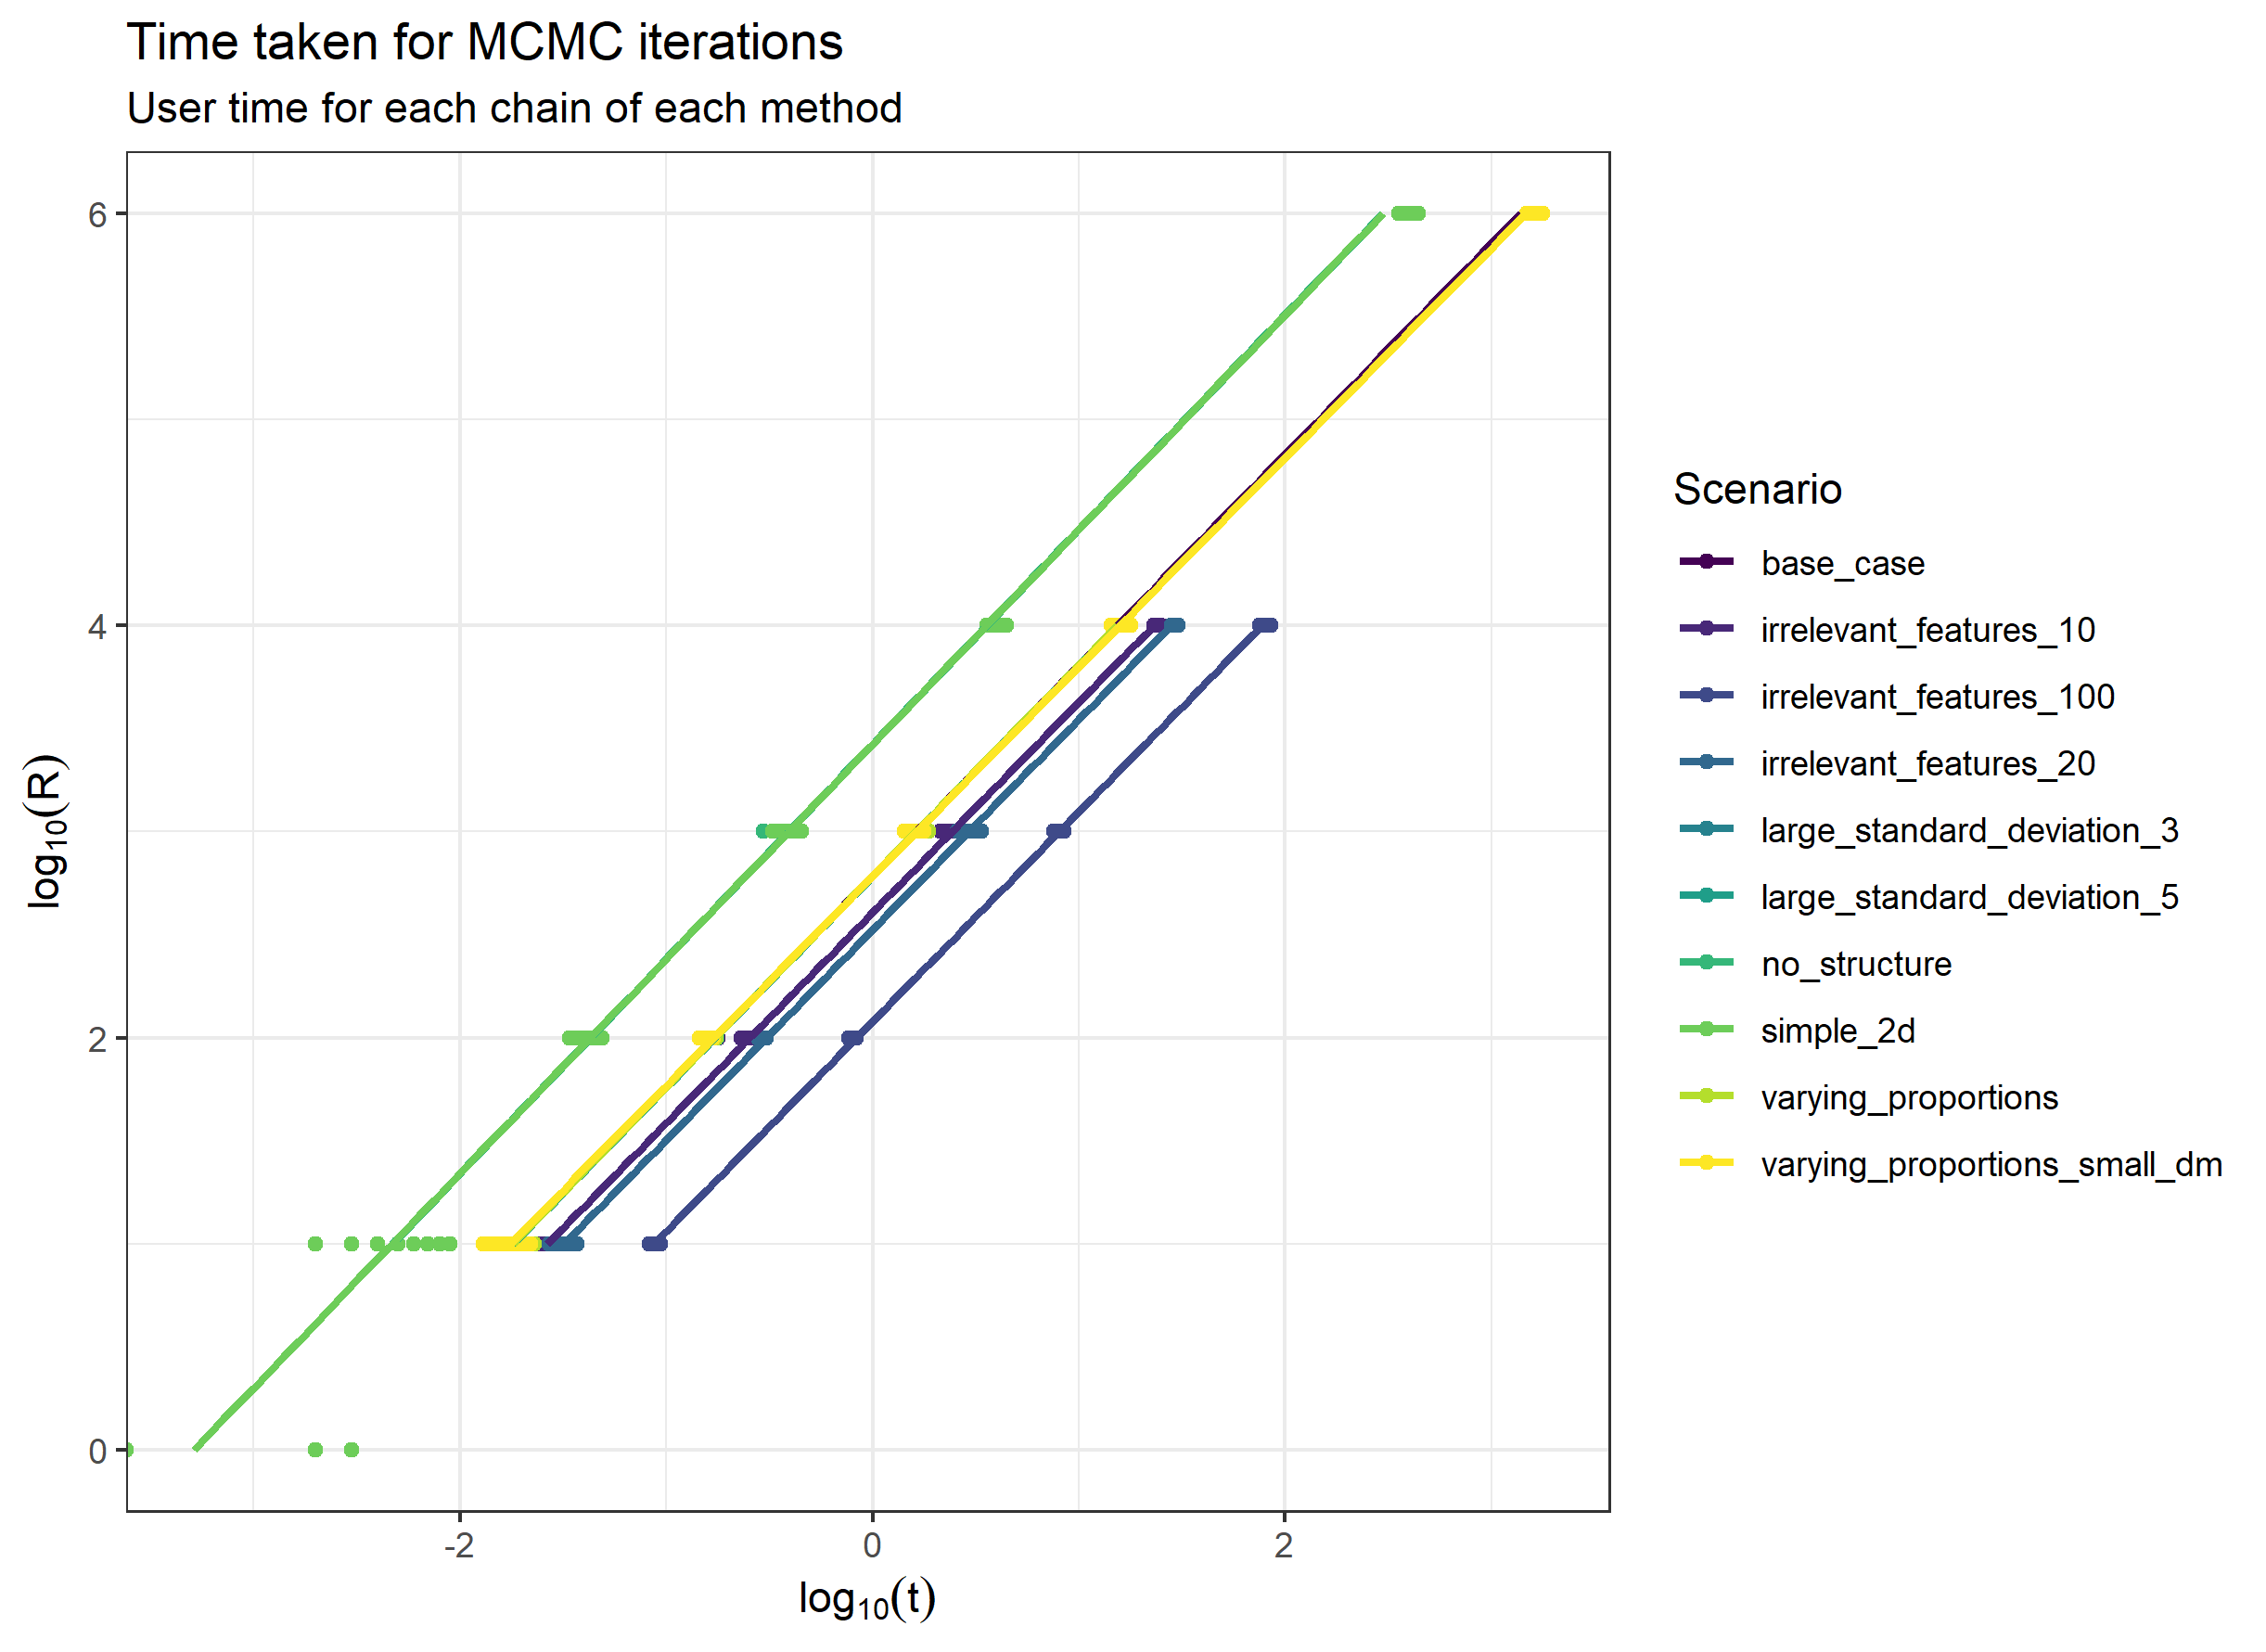 Time taken for MCMC iterations
User time for each chain of each method
6
4
2
0
log10(R)
-2
0
2
log10(t)
Scenario
base_case
irrelevant_features_10
irrelevant_features_100
irrelevant_features_20
large_standard_deviation_3
large_standard_deviation_5
no_structure
simple_2d
varying_proportions
varying_proportions_small_dm